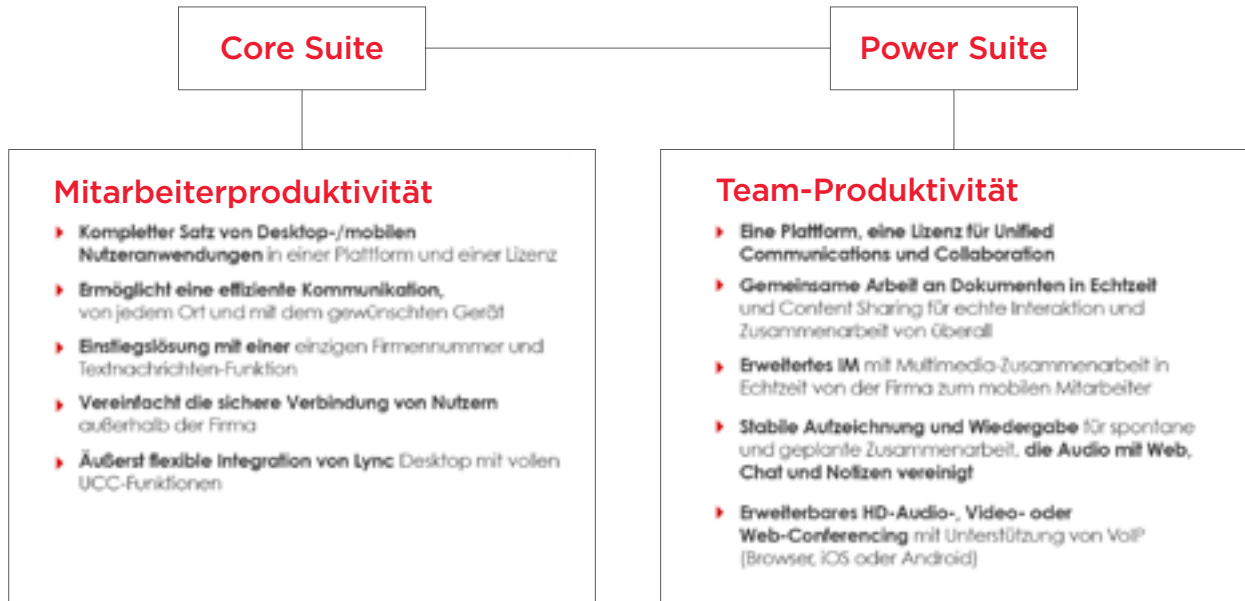 Core Suite
Power Suite
Mitarbeiterproduktivität
Kompletter Satz von Desktop-/mobilen
Nutzeranwendungen in einer Plattform und einer Lizenz
Ermöglicht eine effiziente Kommunikation,
von jedem Ort und mit dem gewünschten Gerät
Einstiegslösung mit einer einzigen Firmennummer und
Textnachrichten-Funktion
Vereinfacht die sichere Verbindung von Nutzern
außerhalb der Firma
Äußerst flexible Integration von Lync Desktop mit vollen
UCC-Funktionen
Team-Produktivität
Eine Plattform, eine Lizenz für Unified
Communications und Collaboration
Gemeinsame Arbeit an Dokumenten in Echtzeit
und Content Sharing für echte Interaktion und
Zusammenarbeit von überall
Erweitertes IM mit Multimedia-Zusammenarbeit in
Echtzeit von der Firma zum mobilen Mitarbeiter
Stabile Aufzeichnung und Wiedergabe für spontane
und geplante Zusammenarbeit, die Audio mit Web,
Chat und Notizen vereinigt
Erweiterbares HD-Audio-, Video- oder
Web-Conferencing mit Unterstützung von VoIP
(Browser, iOS oder Android)